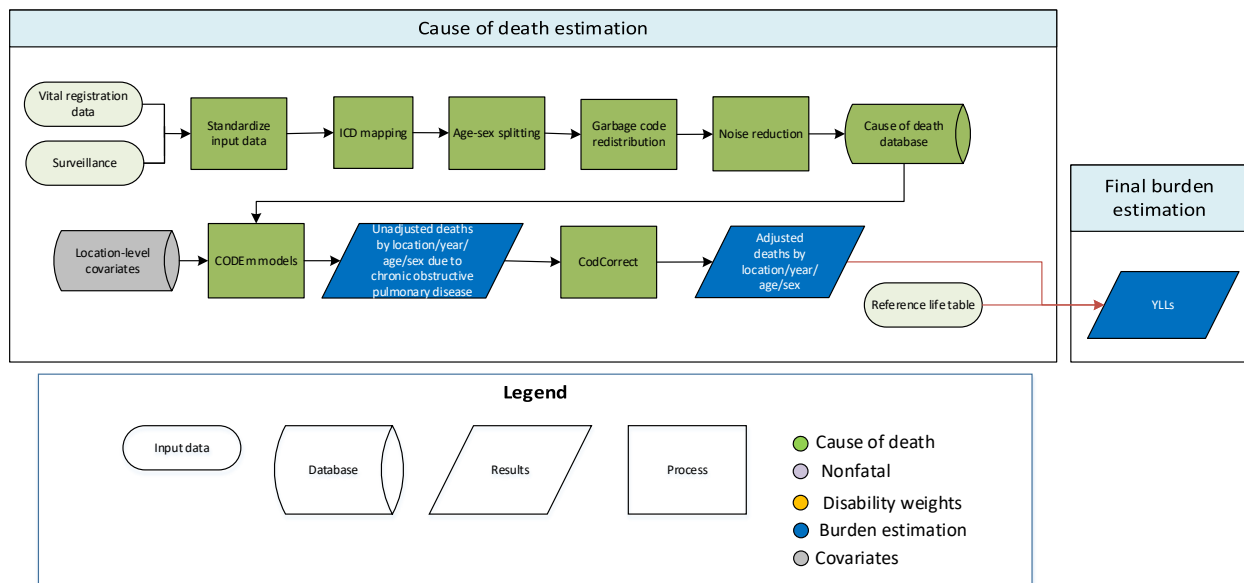 Cause of death estimation
Vital registration
data
Surveillance
Standardize
input data
ICD mapping
Age-sex splitting
Garbage code
redistribution
Noise reduction
Cause of death
database
Final burden
estimation
Location-level
covariates
CODEm models
Unadjusted deaths
by location/year/
age/sex due to
chronic obstructive
pulmonary disease
CodCorrect
Adjusted
deaths by
location/year/
age/sex
Reference life table
YLLs
Legend
Input data
Database
Results
Process
Cause of death
Nonfatal
Disability weights
Burden estimation
Covariates